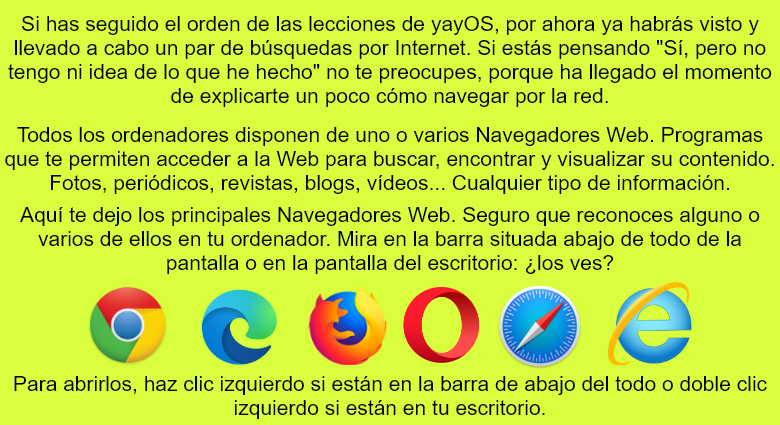 Si has seguido el orden de las lecciones de yayOS, por ahora ya habrás visto y
llevado a cabo un par de búsquedas por Internet. Si estás pensando "Sí, pero no
tengo ni idea de lo que he hecho" no te preocupes, porque ha llegado el momento
de explicarte un poco cómo navegar por la red.
Todos los ordenadores disponen de uno o varios Navegadores Web. Programas
que te permiten acceder a la Web para buscar, encontrar y visualizar su contenido.
Fotos, periódicos, revistas, blogs, vídeos... Cualquier tipo de información.
Aquí te dejo los principales Navegadores Web. Seguro que reconoces alguno o
varios de ellos en tu ordenador. Mira en la barra situada abajo de todo de la
pantalla o en la pantalla del escritorio: ¿los ves?
Para abrirlos, haz clic izquierdo si están en la barra de abajo del todo o doble clic
izquierdo si están en tu escritorio.